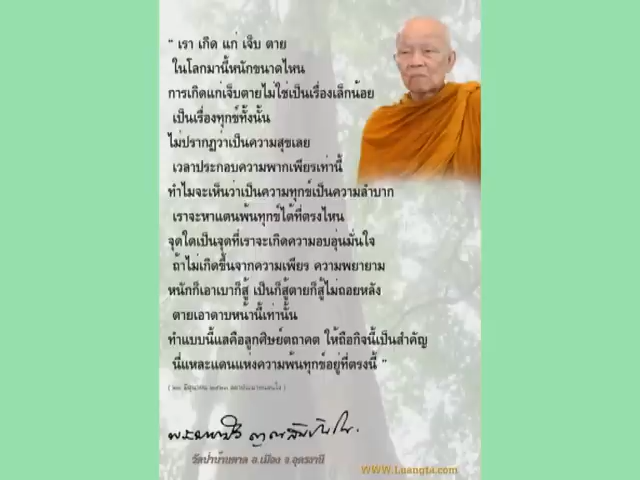 “ เรา เกิด แก่ เจ็บ ตาย
ในโลกมานี้หนักขนาดไหน
การเกิดแก่เจ็บตายไม่ใช่เป็นเรื่องเล็กน้อย
เป็นเรื่องทุกข์ทั้งนั้น
ไม่ปรากฏว่าเป็นความสุขเลย
เวลาประกอบความพากเพียรเท่านี้
ทำไมจะเห็นว่าเป็นความทุกข์เป็นความลำบาก
เราจะหาแดนพ้นทุกข์ได้ที่ตรงไหน
จุดใดเป็นจุดที่เราจะเกิดความอบอุ่นมั่นใจ
ถ้าไม่เกิดขึ้นจากความเพียร ความพยายาม
หนักก็เอาเบาก็สู้ เป็นก็สู้ตายก็สู้ไม่ถอยหลัง
ตายเอาดาบหน้านี้เท่านั้น
ทำแบบนี้แลคือลูกศิษย์ตถาคต ให้ถือกิจนี้เป็นสำคัญ
นี่แหละแดนแห่งความพ้นทุกข์อยู่ที่ตรงนี้ ”
วัดป่าบ้านตาด อ.เมือง จ.อุดรธานี
WWW.Luangta.com